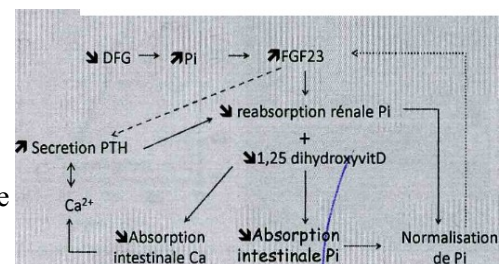 ↘ DFG → ↗Pi → ↗FGF23
↘ reabsorption rénale Pi
+
↗ Secretion PTH
↘1,25 dihydroxyvitD
e
Ca²⁺
↘Absorption intestinale Ca
↘Absorption intestinale Pi
Normalisation de Pi